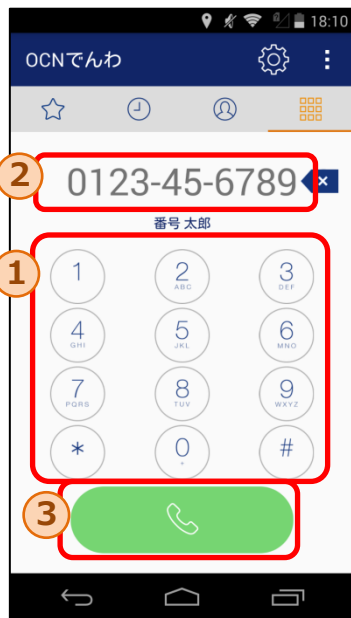 18:10
OCNでんわ
2
0123-45-6789
番号 太郎
1
1 2 3
ABC DEF
4 5 6
GHI JKL MNO
7 8 9
PQRS TUV WXYZ
* 0 #
+
3